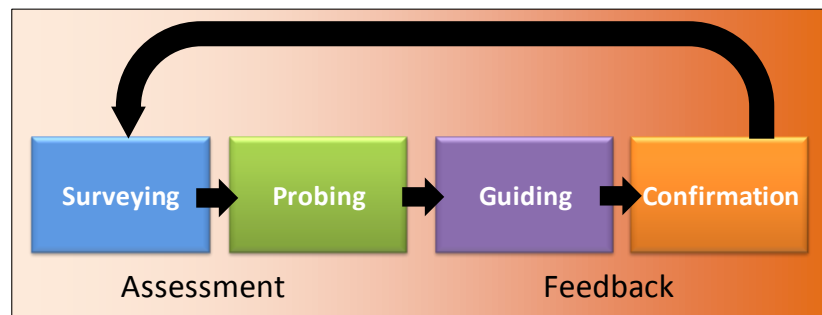 Surveying Probing Guiding Confirmation
Assessment Feedback